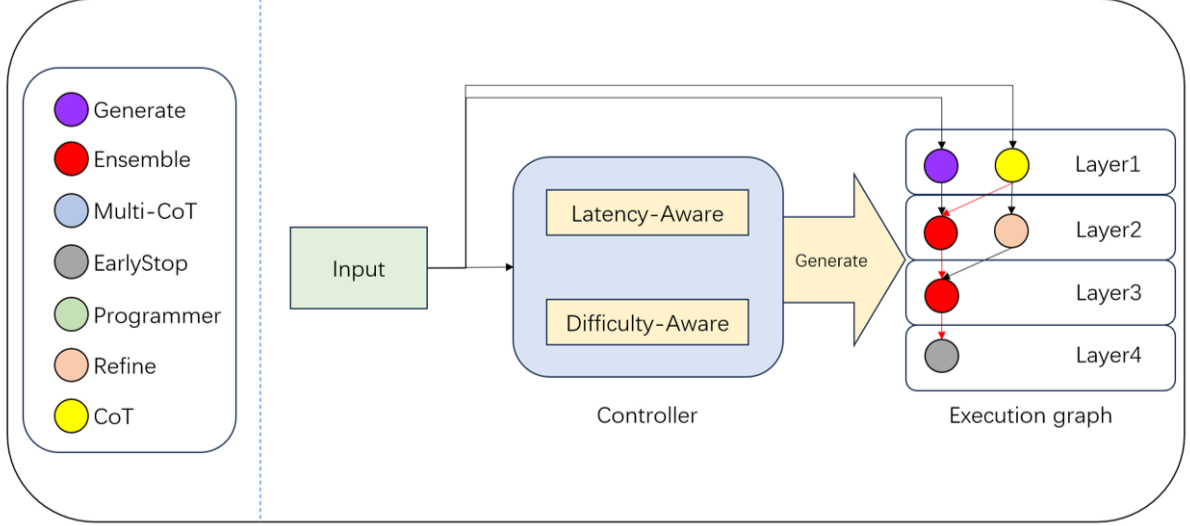 Generate
Ensemble
Multi-CoT
EarlyStop
Programmer
Refine
CoT
Input
Latency-Aware
Difficulty-Aware
Controller
Generate
Layer1
Layer2
Layer3
Layer4
Execution graph